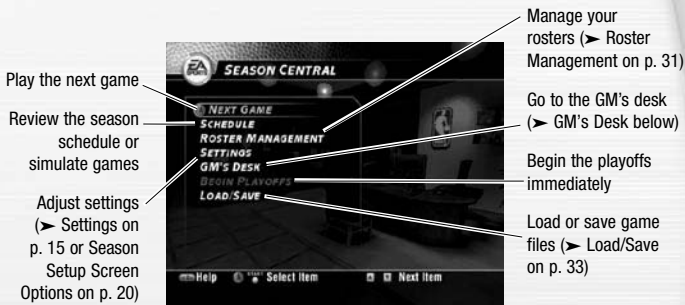 Play the next game
Review the season
schedule or
simulate games
Adjust settings
(➤ Settings on
p. 15 or Season
Setup Screen
Options on p. 20)
EA
SPORTS
SEASON CENTRAL
NEXT GAME
SCHEDULE
ROSTER MANAGEMENT
SETTINGS
GM'S DESK
BEGIN PLAYOFFS
LOAD/SAVE
Help
START
Select Item
Next Item
Manage your
rosters (➤ Roster
Management on p. 31)
Go to the GM's desk
(➤ GM's Desk below)
Begin the playoffs
immediately
Load or save game
files (➤ Load/Save
on p. 33)